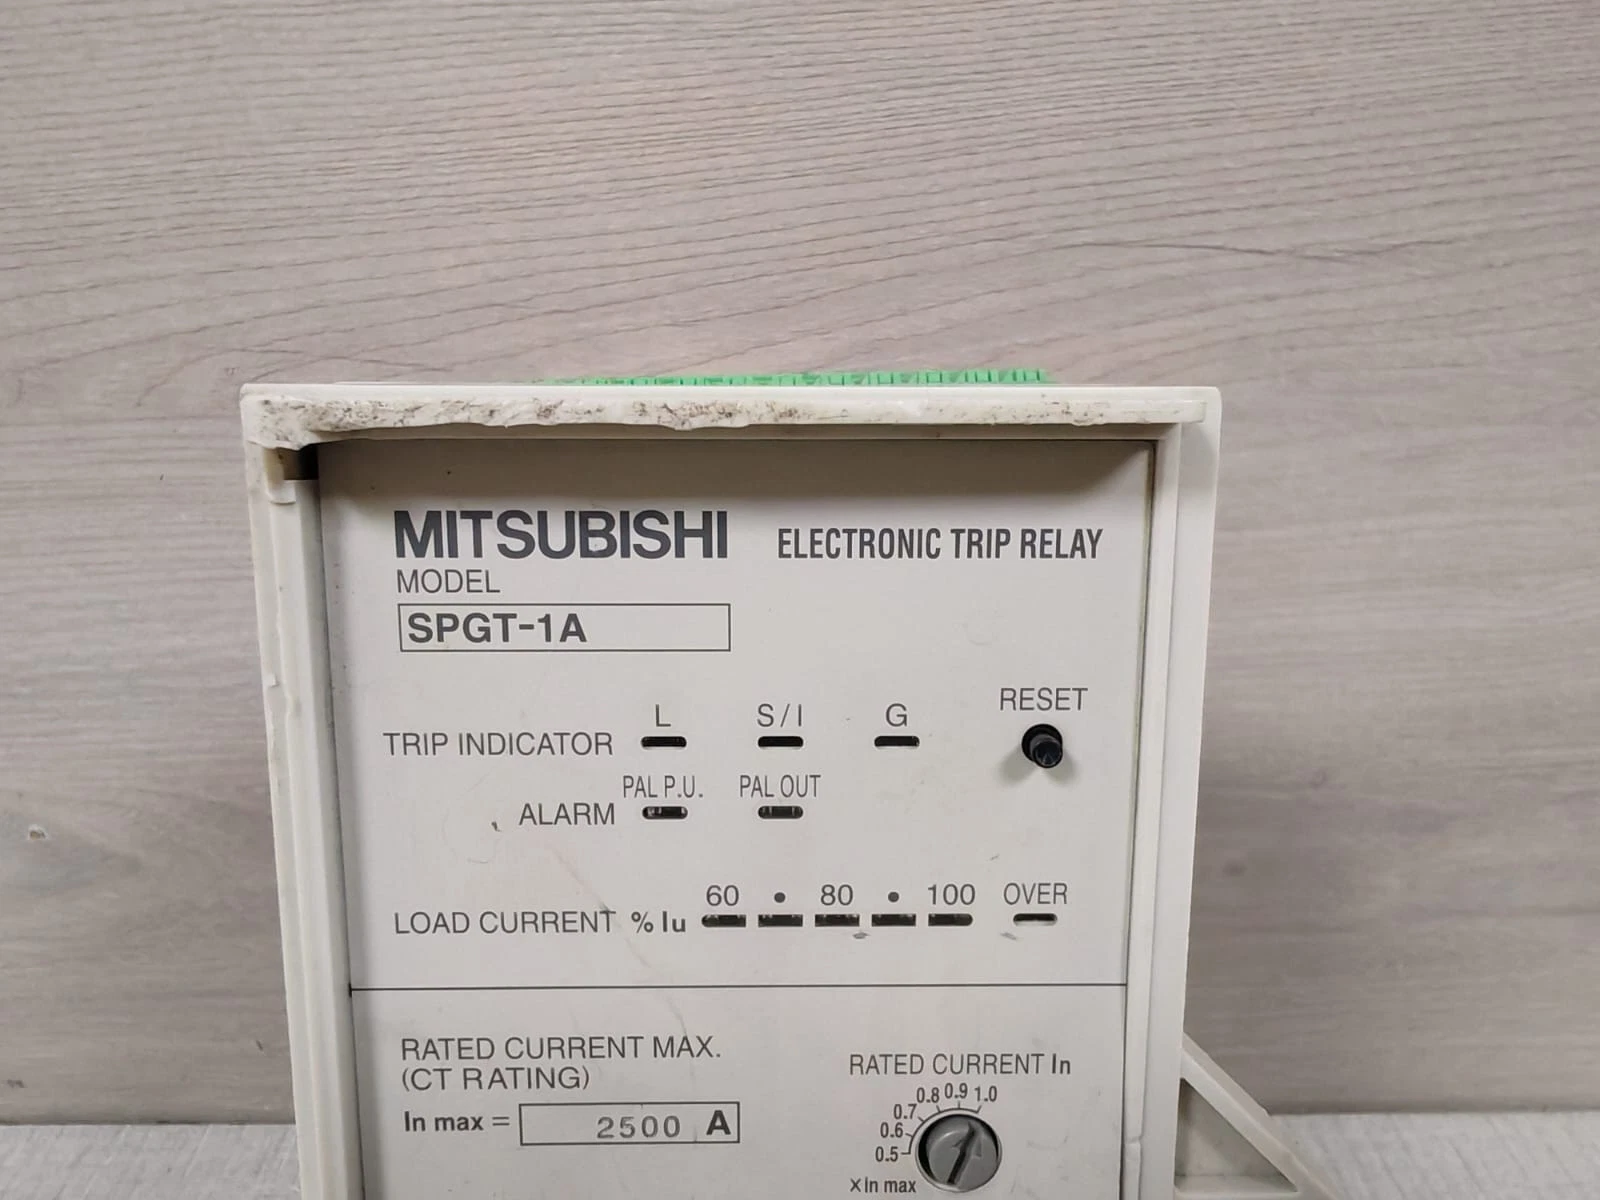 MITSUBISHI ELECTRONIC TRIP RELAY
MODEL
SPGT-1A
RESET
L S/I G
TRIP INDICATOR
PAL P.U. PAL OUT
ALARM
60 • 80 • 100 OVER
LOAD CURRENT % Iu
RATED CURRENT MAX.
(CT RATING)
In max = 2500 A
RATED CURRENT In
0.5 0.6 0.7 0.8 0.9 1.0
×In max